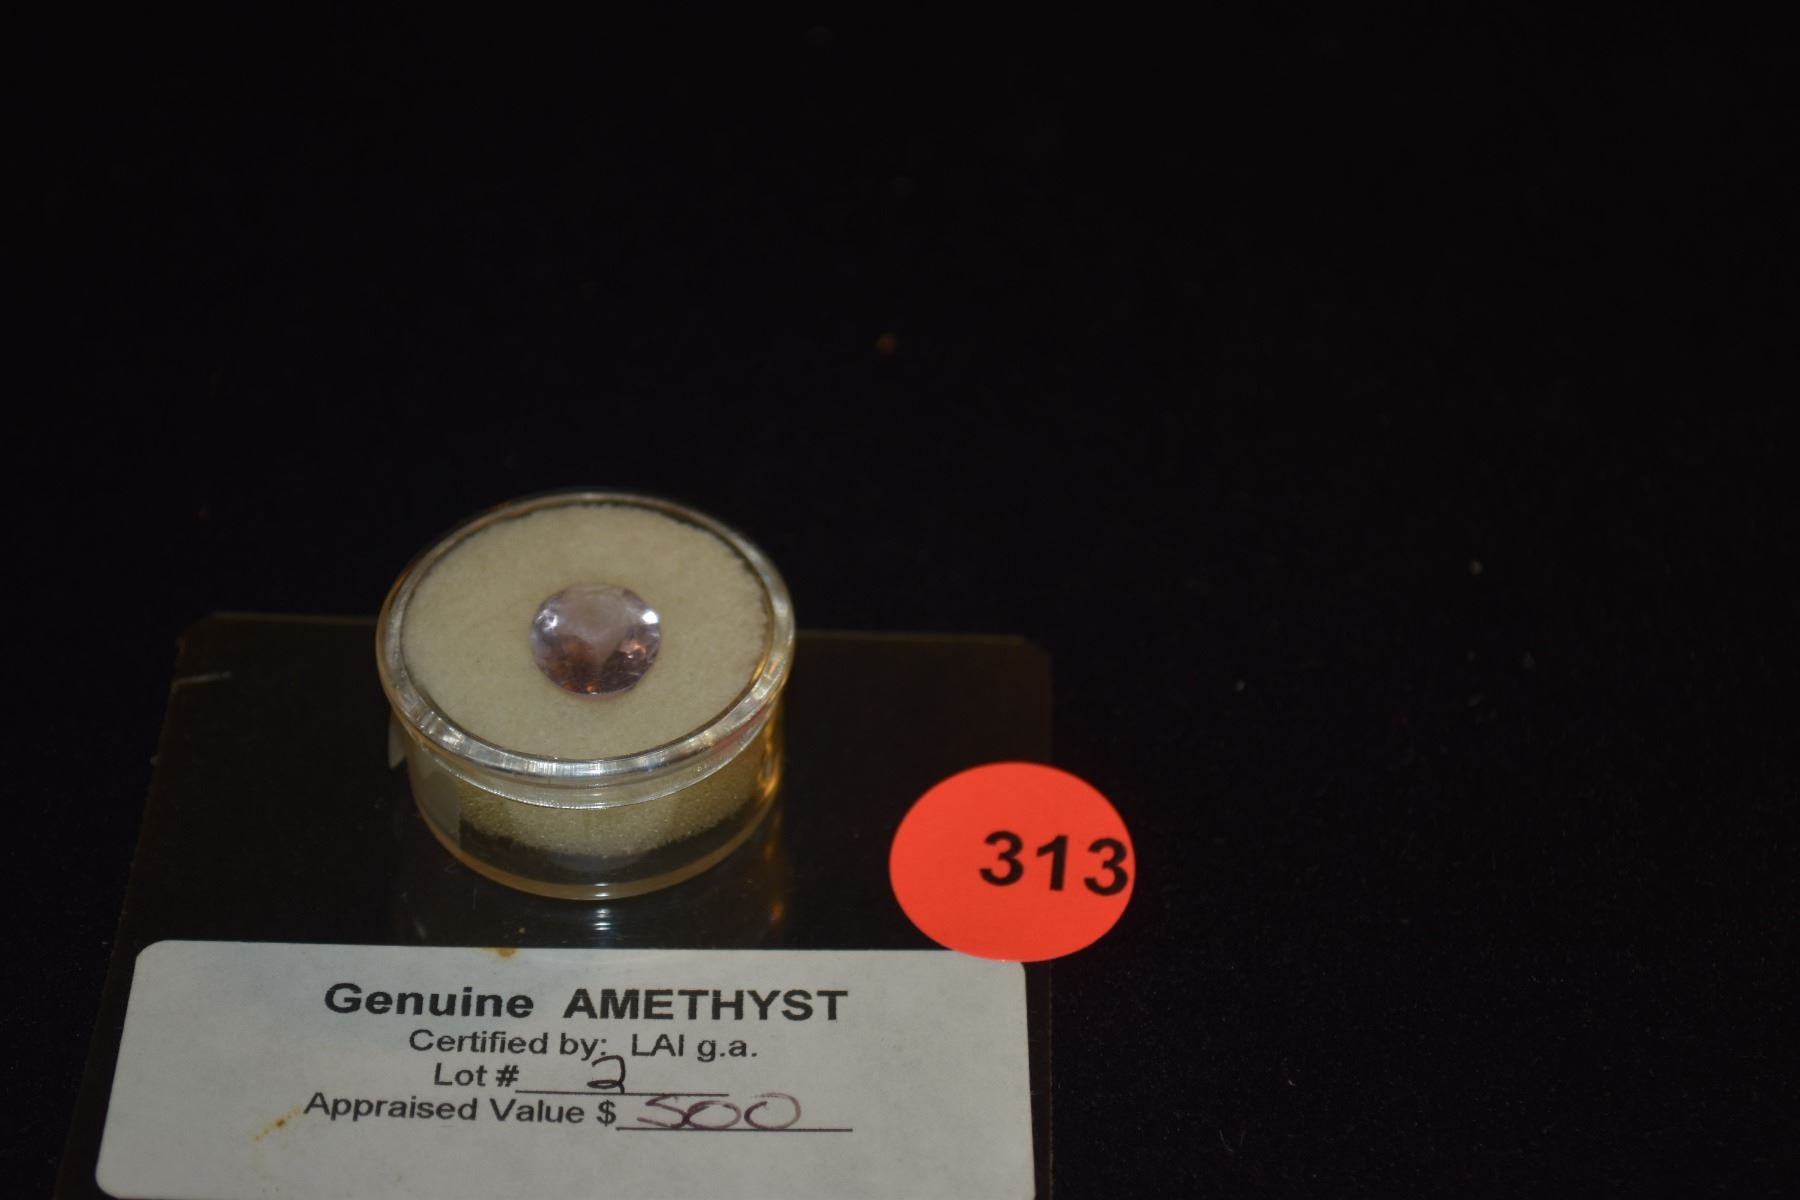 313
Genuine AMETHYST
Certified by: LAI g.a.
Lot # 2
Appraised Value $ 500